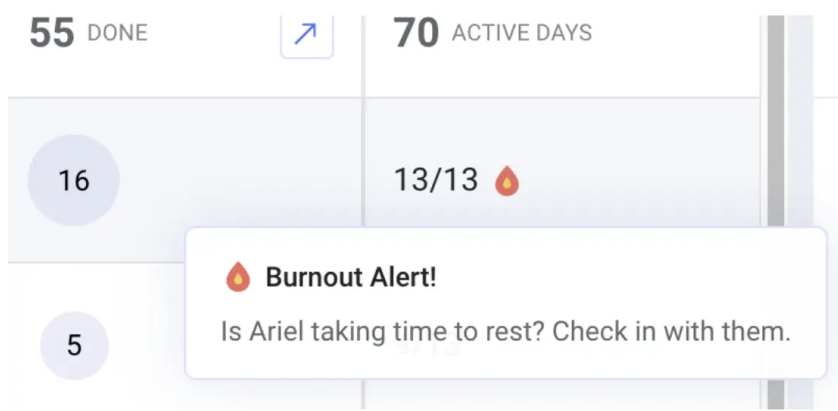 55 DONE
70 ACTIVE DAYS
16
13/13
Burnout Alert!
Is Ariel taking time to rest? Check in with them.
5